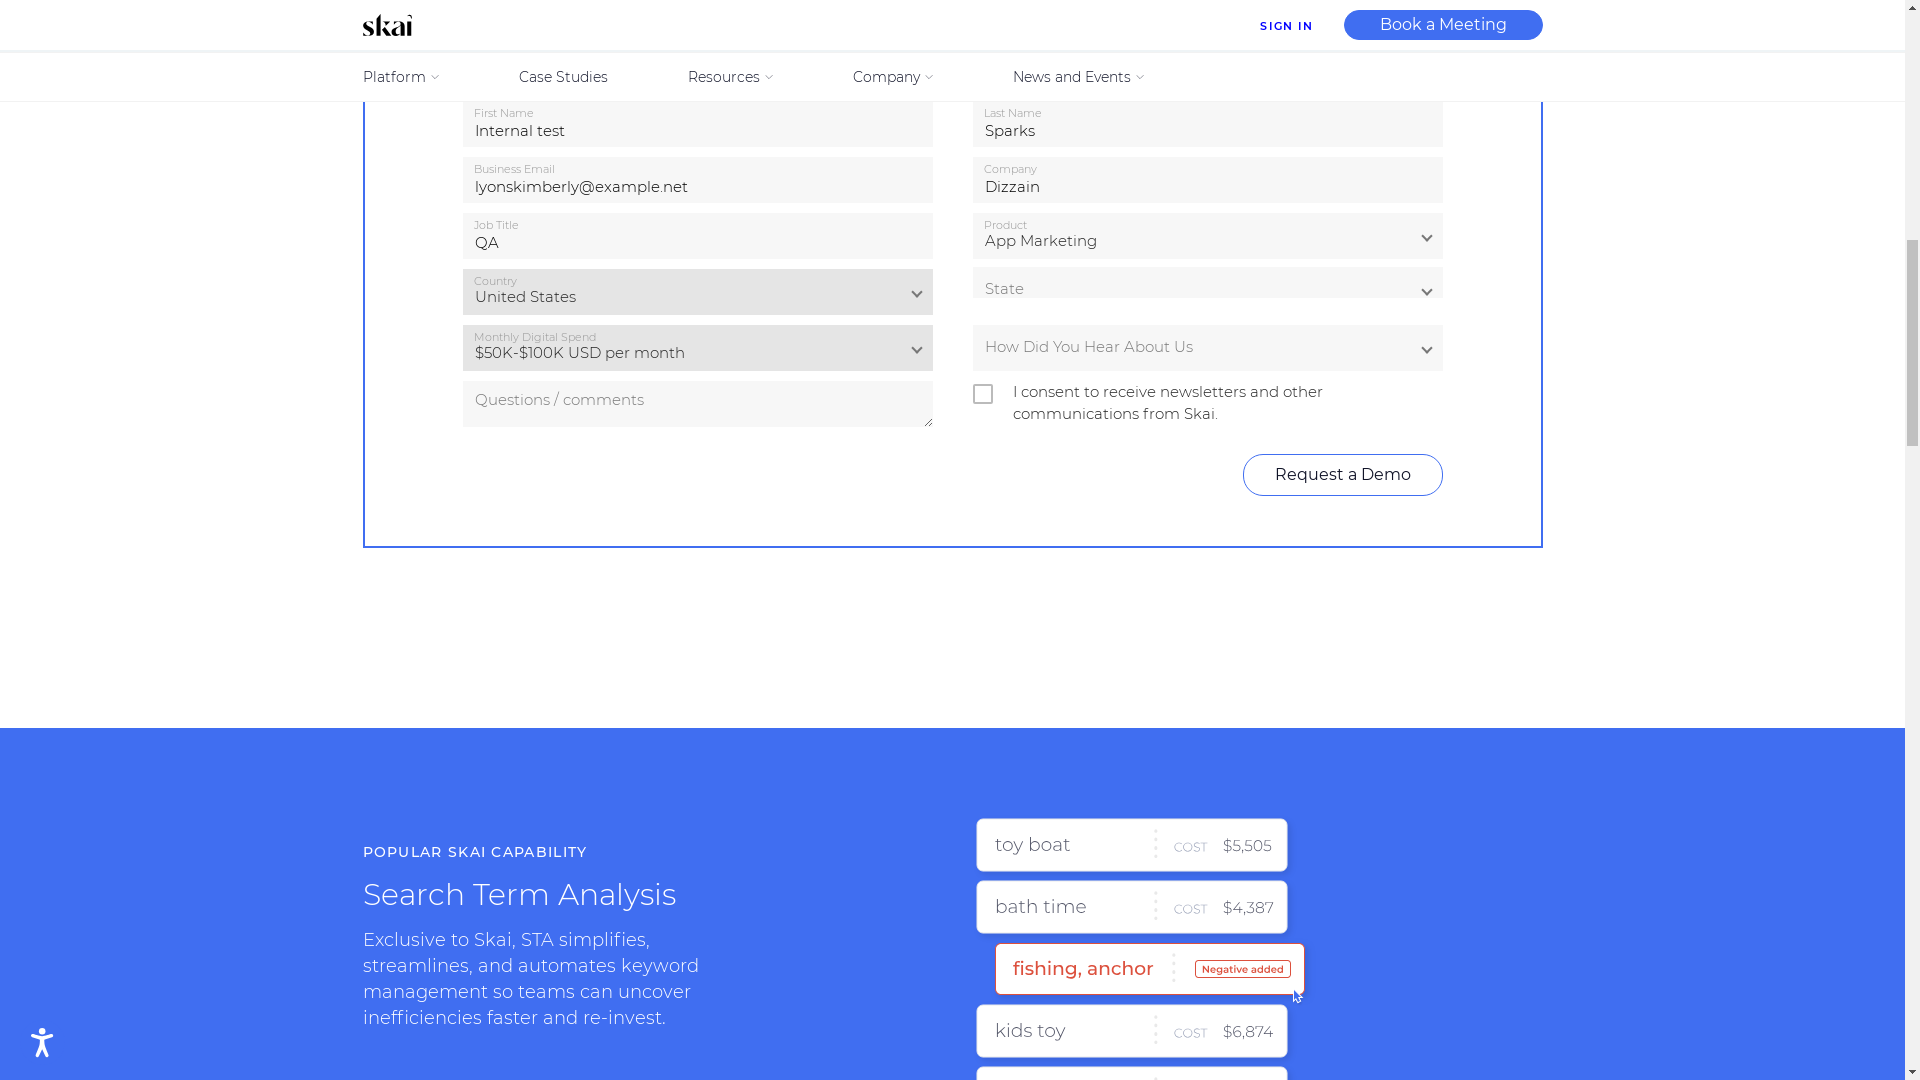 skai
SIGN IN
Book a Meeting
Platform
Case Studies
Resources
Company
News and Events
First Name
Internal test
Last Name
Sparks
Business Email
lyonskimberly@example.net
Company
Dizzain
Job Title
QA
Product
App Marketing
Country
United States
State
Monthly Digital Spend
$50K-$100K USD per month
How Did You Hear About Us
Questions / comments
I consent to receive newsletters and other
communications from Skai.
Request a Demo
POPULAR SKAI CAPABILITY
Search Term Analysis
Exclusive to Skai, STA simplifies,
streamlines, and automates keyword
management so teams can uncover
inefficiencies faster and re-invest.
toy boat COST $5,505
bath time COST $4,387
fishing, anchor Negative added
kids toy COST $6,874